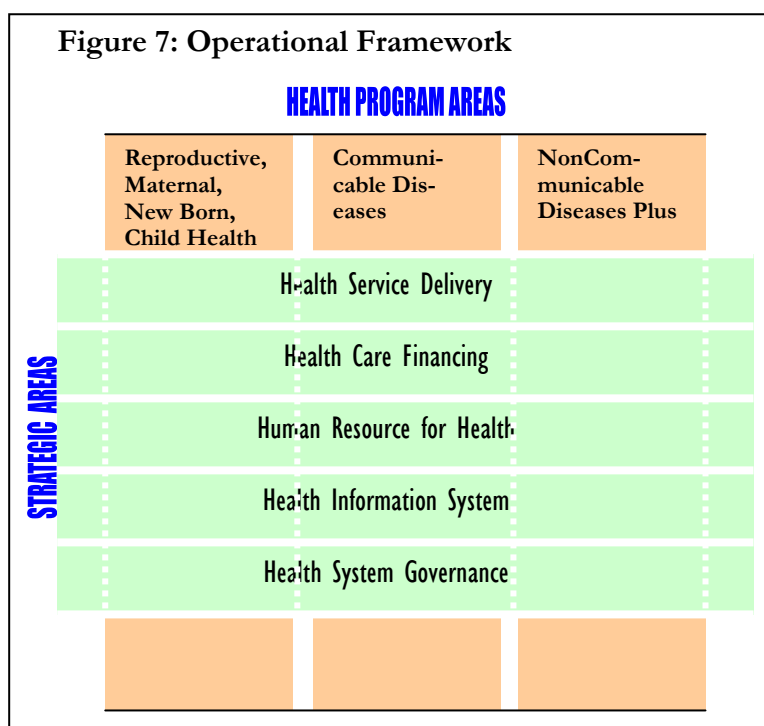 Figure 7: Operational Framework
HEALTH PROGRAM AREAS
Reproductive,
Maternal,
New Born,
Child Health
Communi-
cable Dis-
eases
NonCom-
municable
Diseases Plus
STRATEGIC AREAS
Health Service Delivery
Health Care Financing
Human Resource for Health
Health Information System
Health System Governance